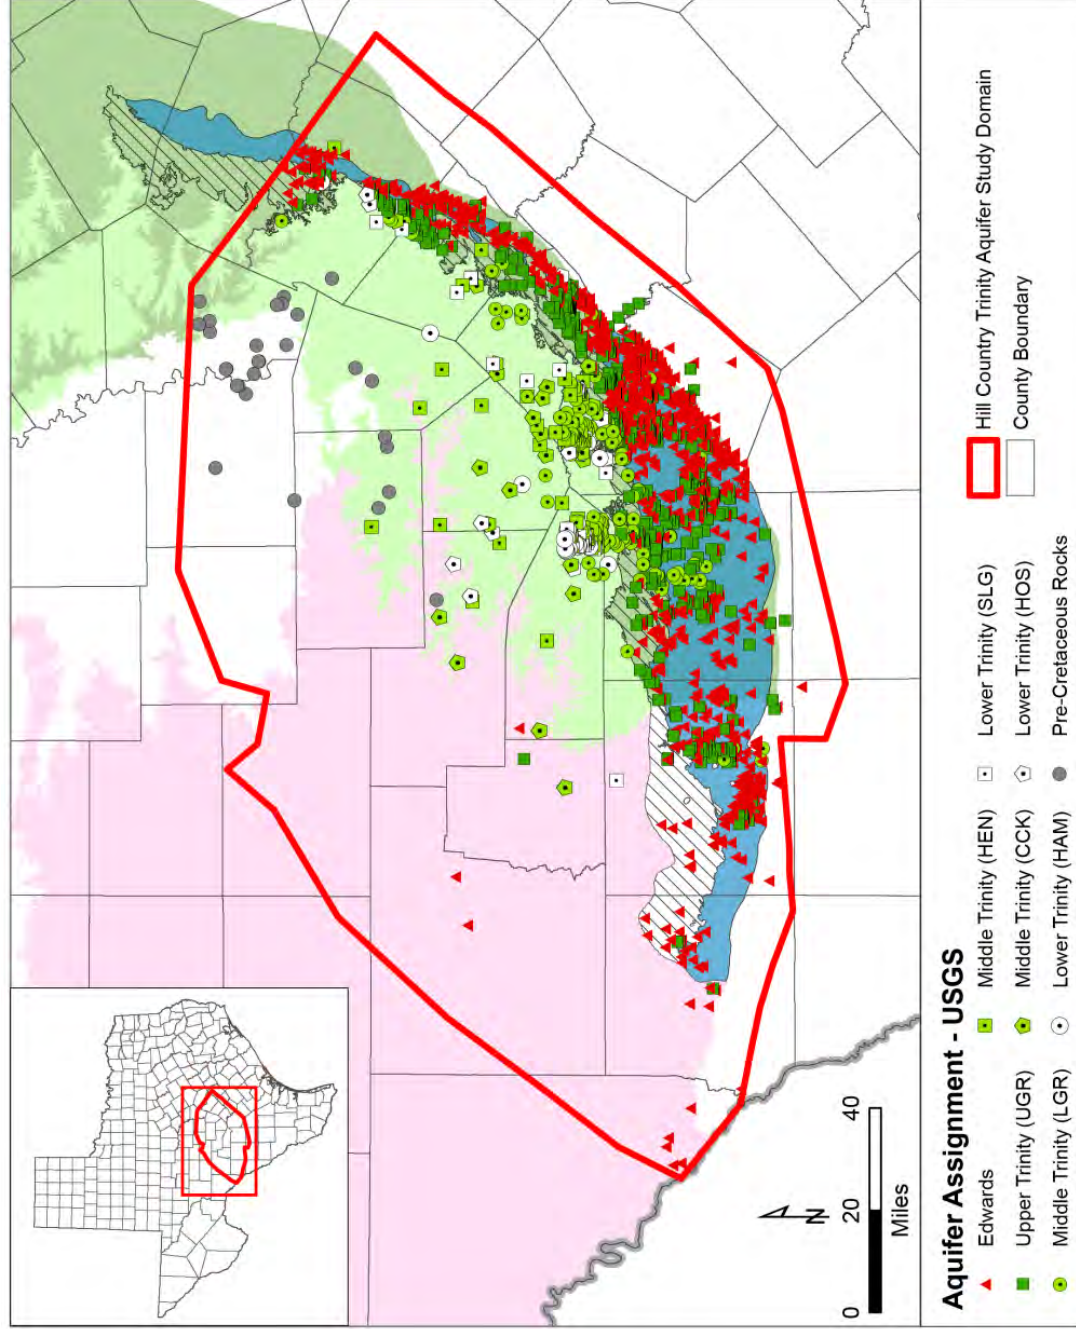 N
0 20 40
Miles
Aquifer Assignment - USGS
Edwards
Upper Trinity (UGR)
Middle Trinity (LGR)
Middle Trinity (HEN)
Middle Trinity (CCK)
Lower Trinity (HAM)
Lower Trinity (SLG)
Lower Trinity (HOS)
Pre-Cretaceous Rocks
Hill Country Trinity Aquifer Study Domain
County Boundary